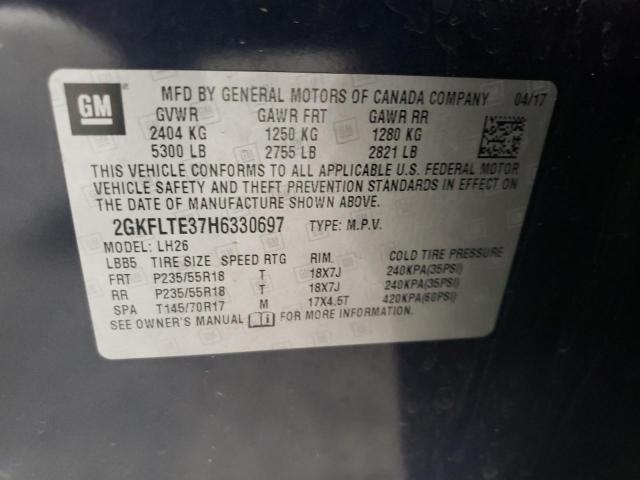 GM
MFD BY GENERAL MOTORS OF CANADA COMPANY 04/17
GVWR GAWR FRT GAWR RR
2404 KG 1250 KG 1280 KG
5300 LB 2755 LB 2821 LB
THIS VEHICLE CONFORMS TO ALL APPLICABLE U.S. FEDERAL MOTOR
VEHICLE SAFETY AND THEFT PREVENTION STANDARDS IN EFFECT ON
THE DATE OF MANUFACTURE SHOWN ABOVE.
2GKFLTE37H6330697 TYPE: M.P.V.
MODEL: LH26
LBB5 TIRE SIZE SPEED RTG RIM. COLD TIRE PRESSURE
FRT P235/55R18 T 18X7J 240KPA(35PSI)
RR P235/55R18 T 18X7J 240KPA(35PSI)
SPA T145/70R17 M 17X4.5T 420KPA(60PSI)
SEE OWNER'S MANUAL FOR MORE INFORMATION.